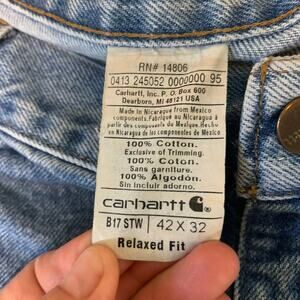 RN# 14806
0413 245052 0000000 95
Carhartt, Inc. P.O. Box 600
Dearborn, MI 48121 USA
Made in Nicaragua from Mexico
components. Fabriqué au Nicaragua à
partir des composants du Mexique Hecho
en Nicaragua de los componentes de Mexico
100% Cotton.
Exclusive of Trimming.
100% Coton.
Sans garniture.
100% Algodón.
Sin incluir adorno.
carhartt
B17 STW 42 X 32
Relaxed Fit